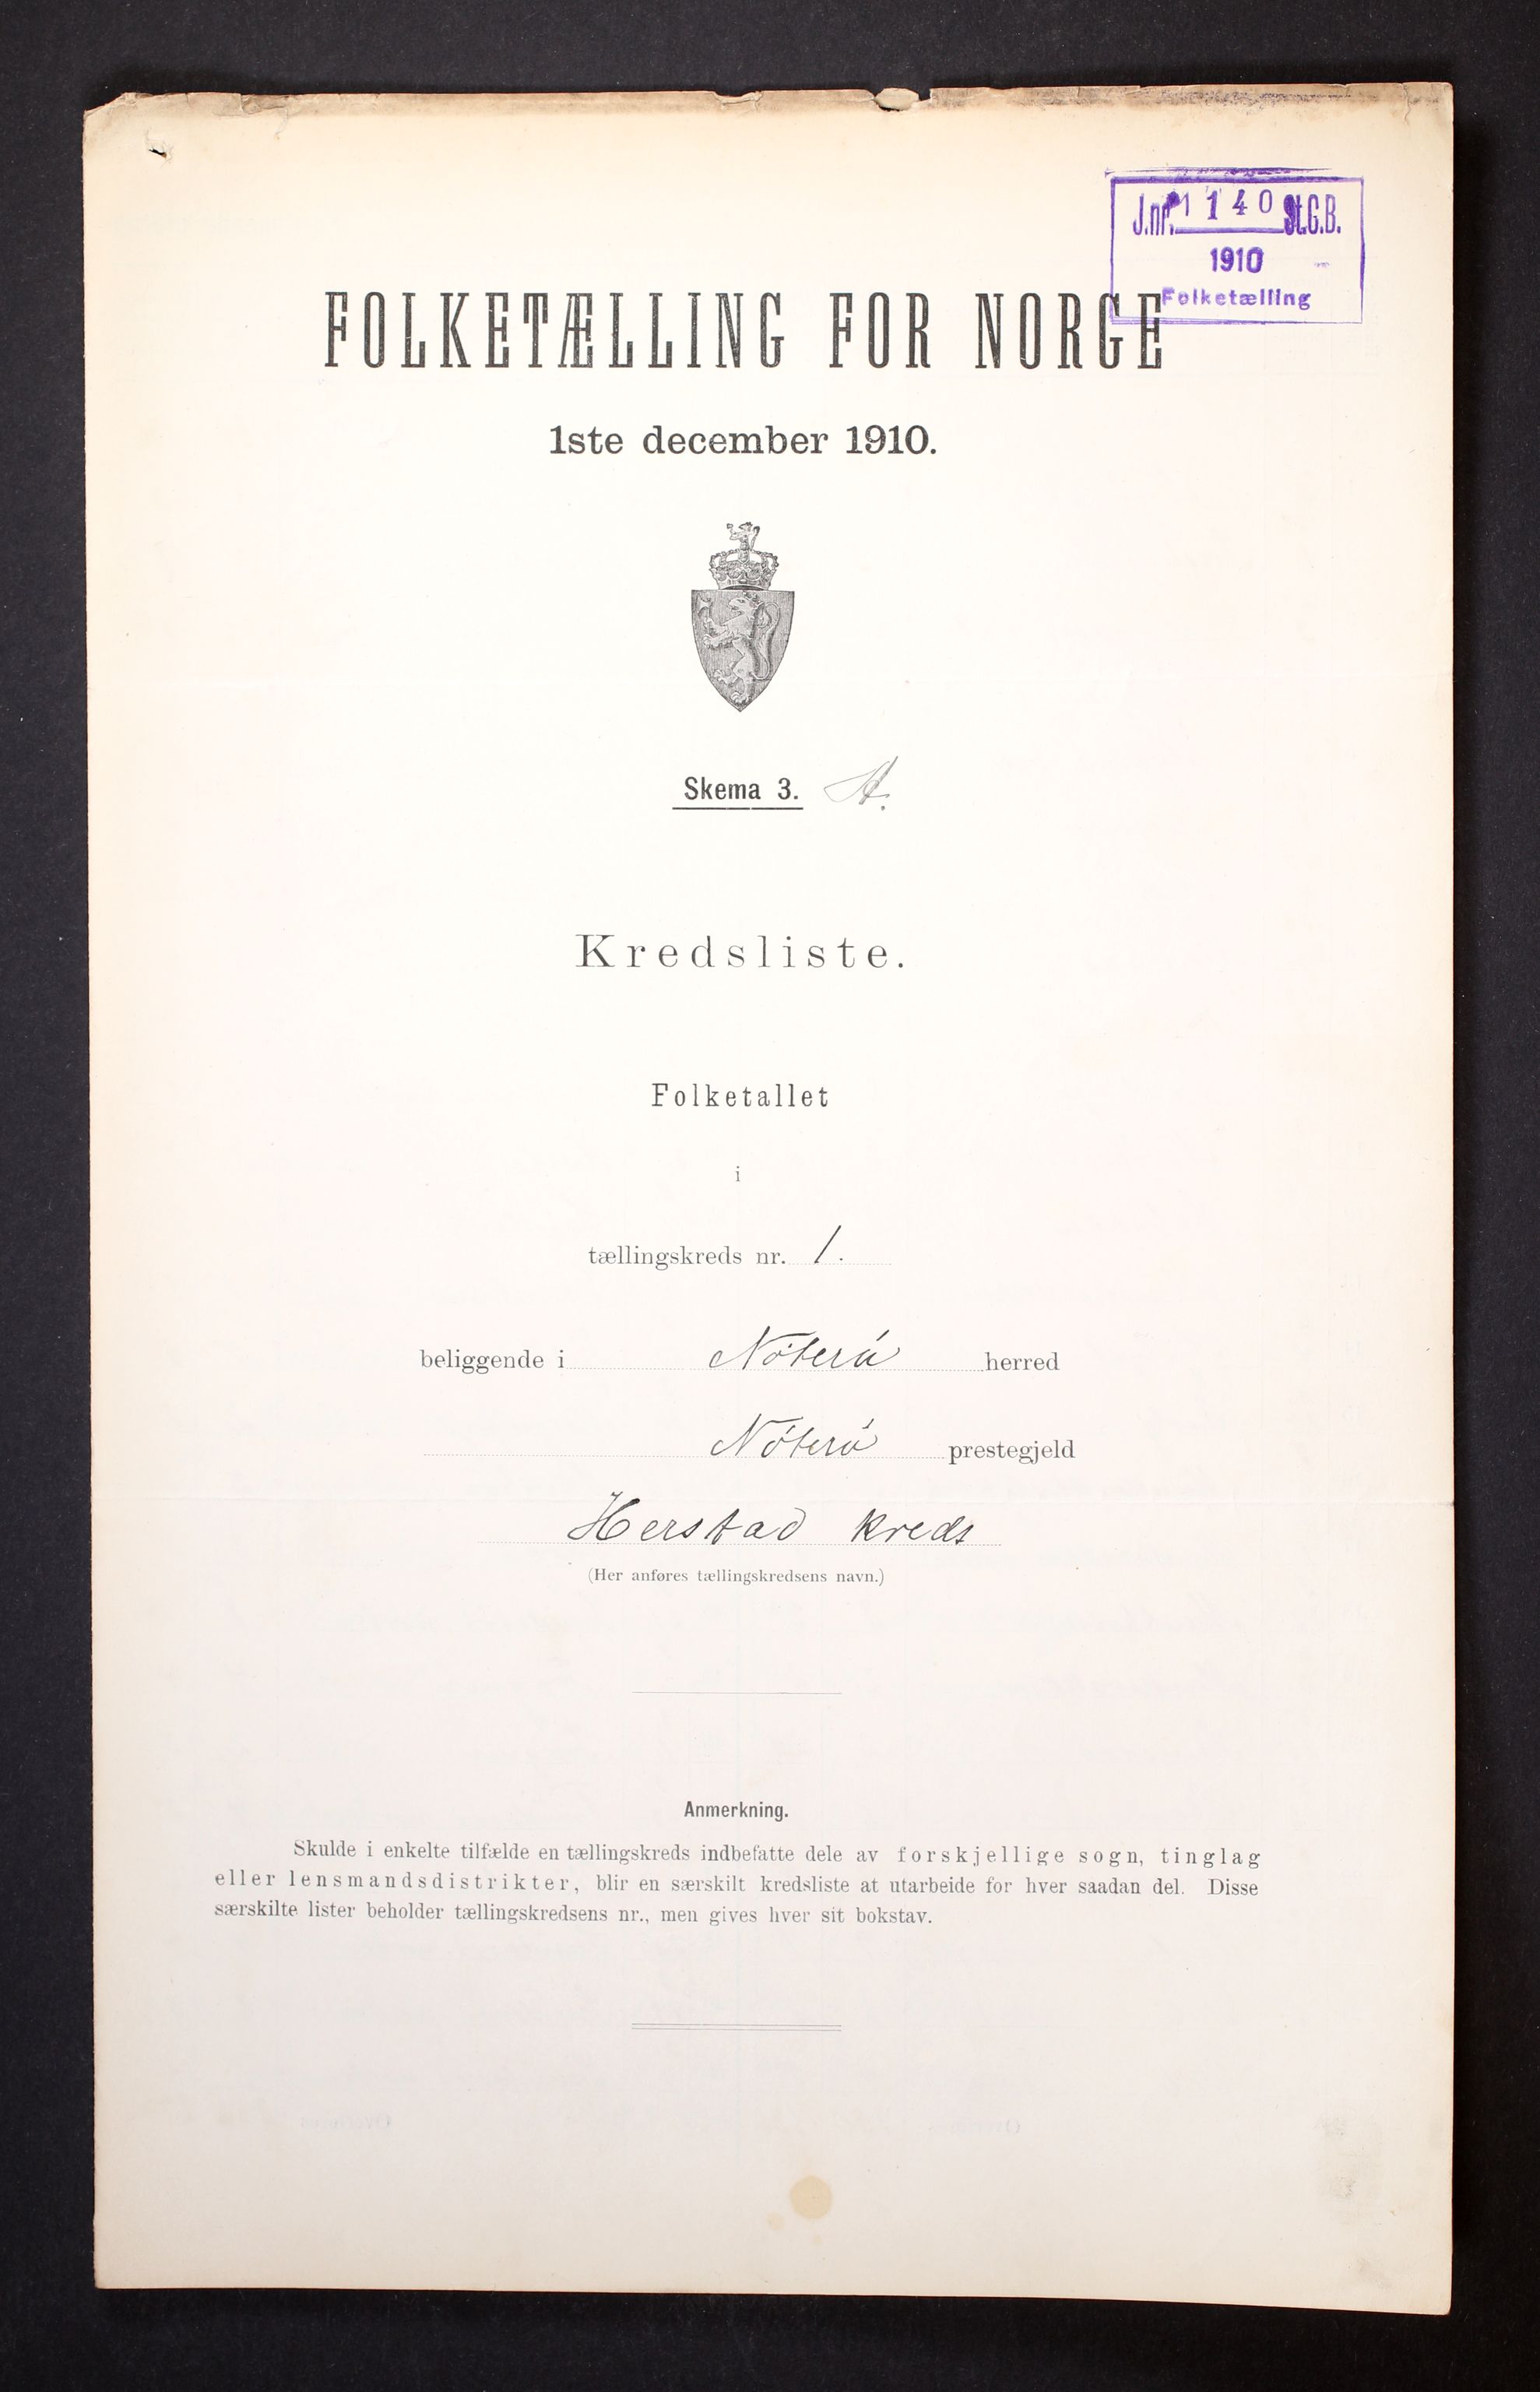 J.nr. 1140 St.C.B.
1910
Folketælling
FOLKETÆLLING FOR NORGE
1ste december 1910.
Skema 3. A.
Kredsliste.
Folketallet
i
tællingskreds nr. 1.
beliggende i Nøterø herred
Nøterø prestegjeld
Herstad kreds
(Her anføres tællingskredsens navn.)
Anmerkning.
Skulde i enkelte tilfælde en tællingskreds indbefatte dele av forskjellige sogn, tinglag
eller lensmandsdistrikter, blir en særskilt kredsliste at utarbeide for hver saadan del. Disse
særskilte lister beholder tællingskredsens nr., men gives hver sit bokstav.